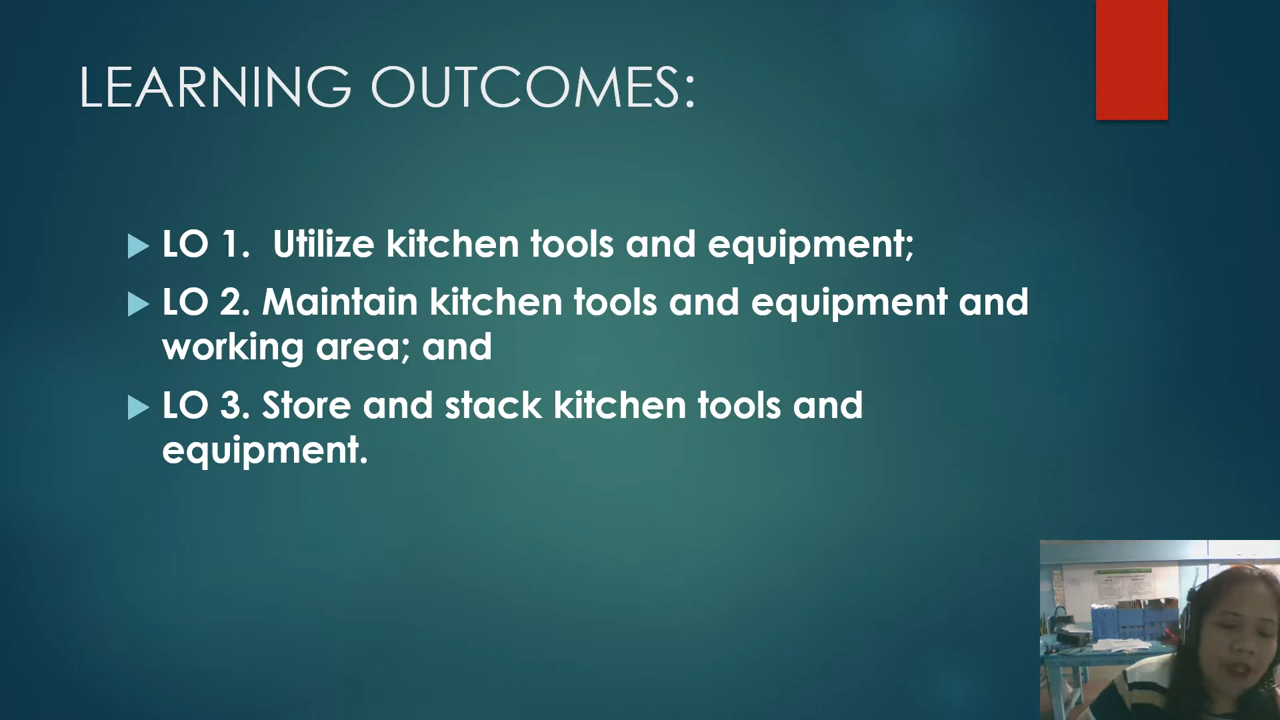 LEARNING OUTCOMES:
LO 1.  Utilize kitchen tools and equipment;
LO 2. Maintain kitchen tools and equipment and
working area; and
LO 3. Store and stack kitchen tools and
equipment.